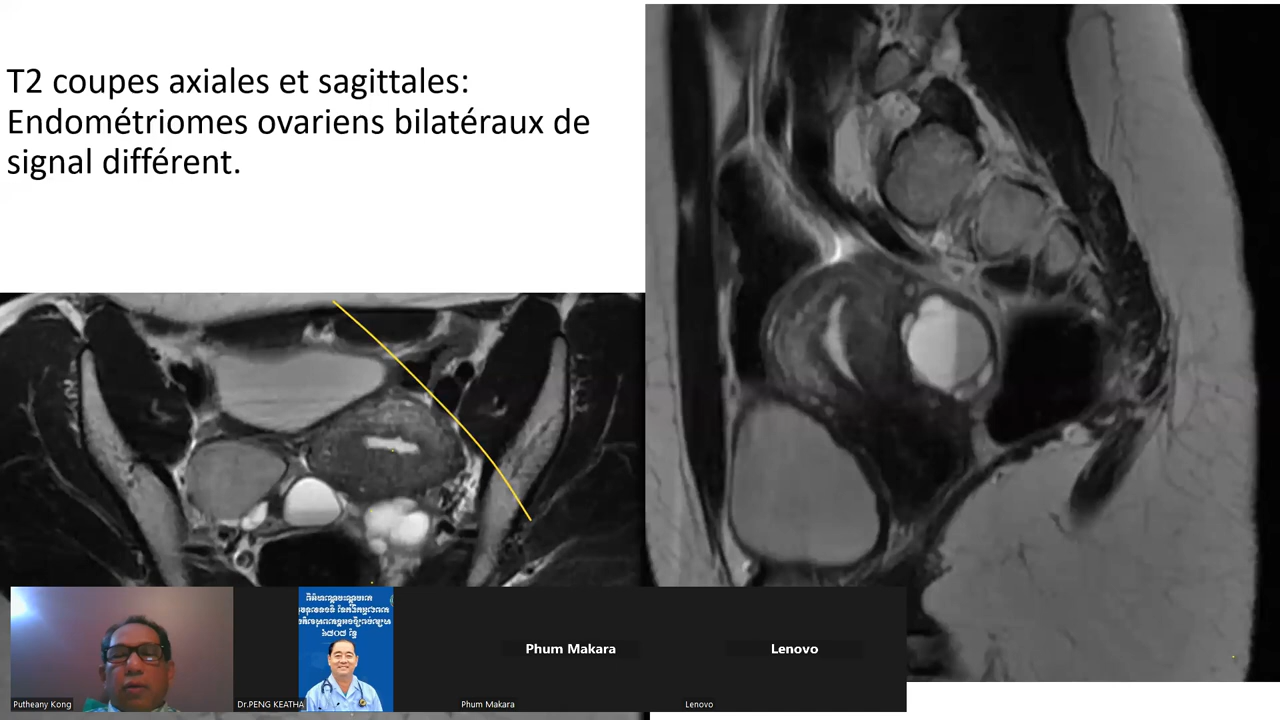 T2 coupes axiales et sagittales:
Endométriomes ovariens bilatéraux de
signal différent.
Phum Makara
Lenovo
Putheany Kong
Dr.PENG KEATHA
Phum Makara
Lenovo